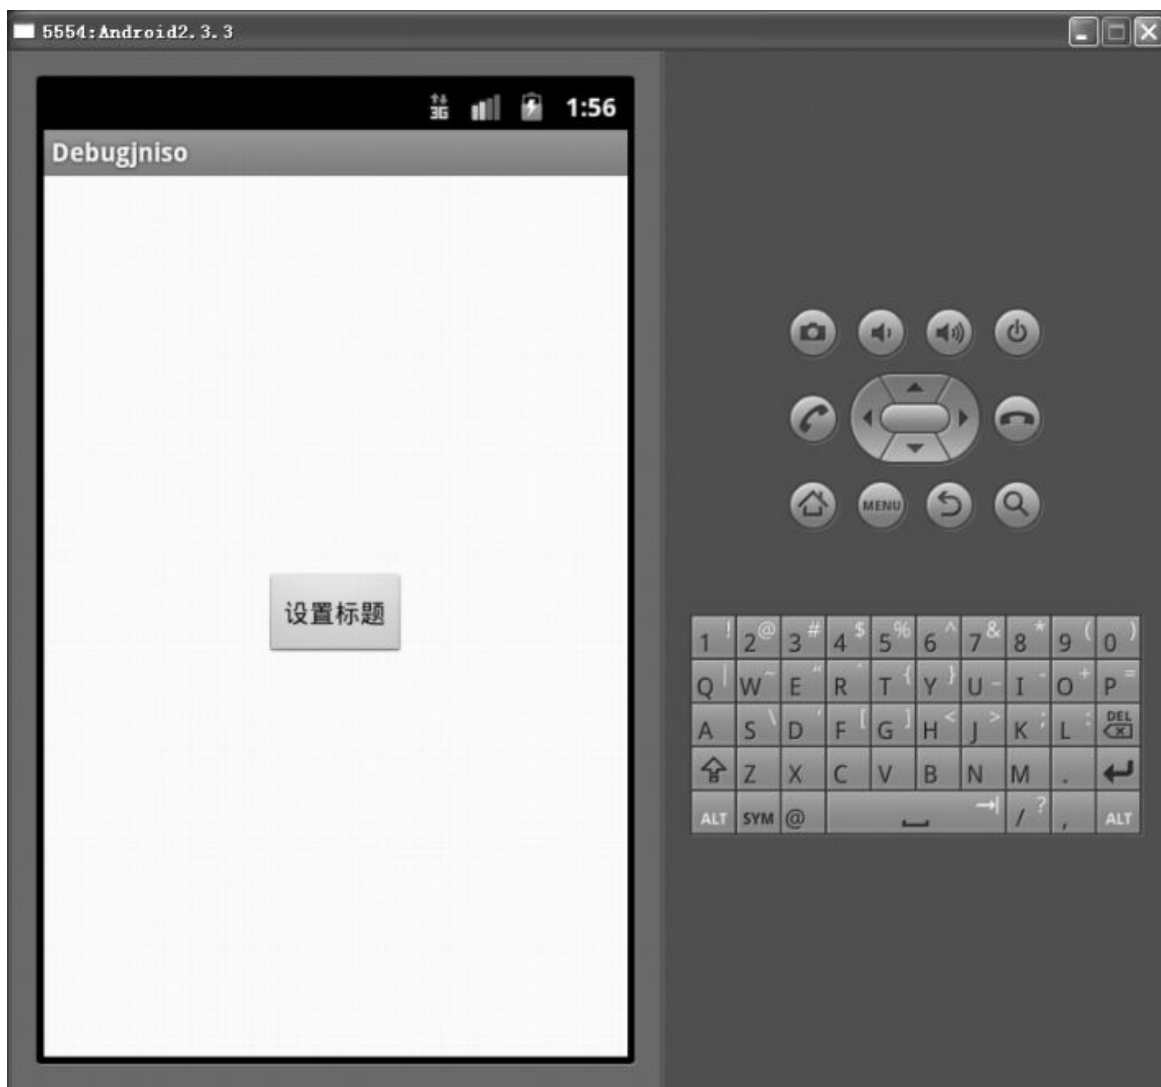 5554:Android2.3.3
3G 1:56
Debugjniso
设置标题
MENU
1 ! 2 @ 3 # 4 $ 5 % 6 ^ 7 & 8 * 9 ( 0 )
Q | W ~ E “ R ` T { Y } U _ I - O + P =
A S \ D ' F [ G ] H < J > K ; L : DEL
Z X C V B N M .
ALT SYM @ / ? , ALT